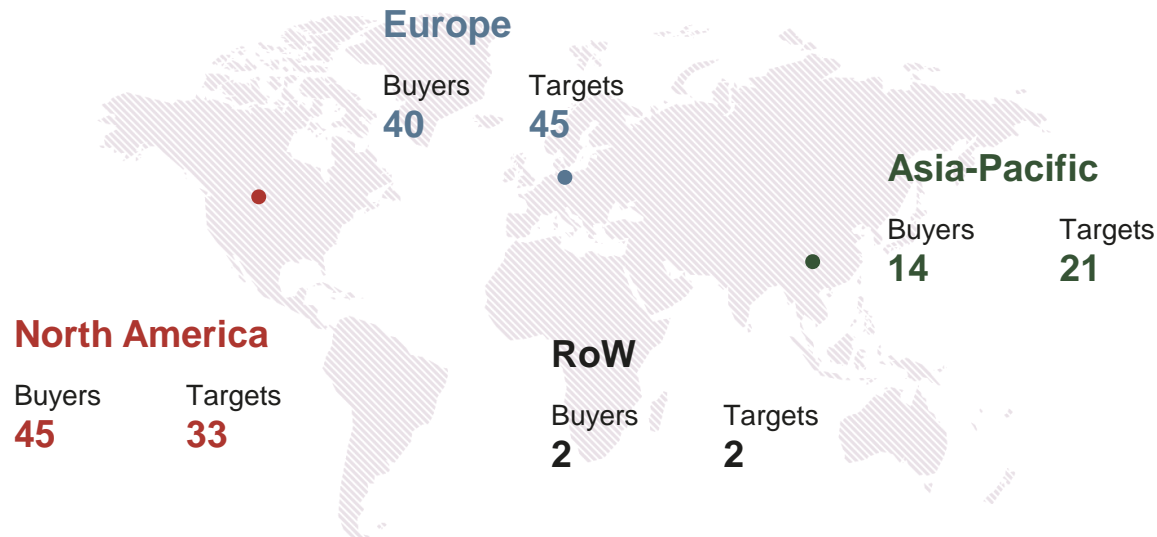 Europe
Buyers Targets
40 45
Asia-Pacific
Buyers Targets
14 21
North America
Buyers Targets
45 33
RoW
Buyers Targets
2 2